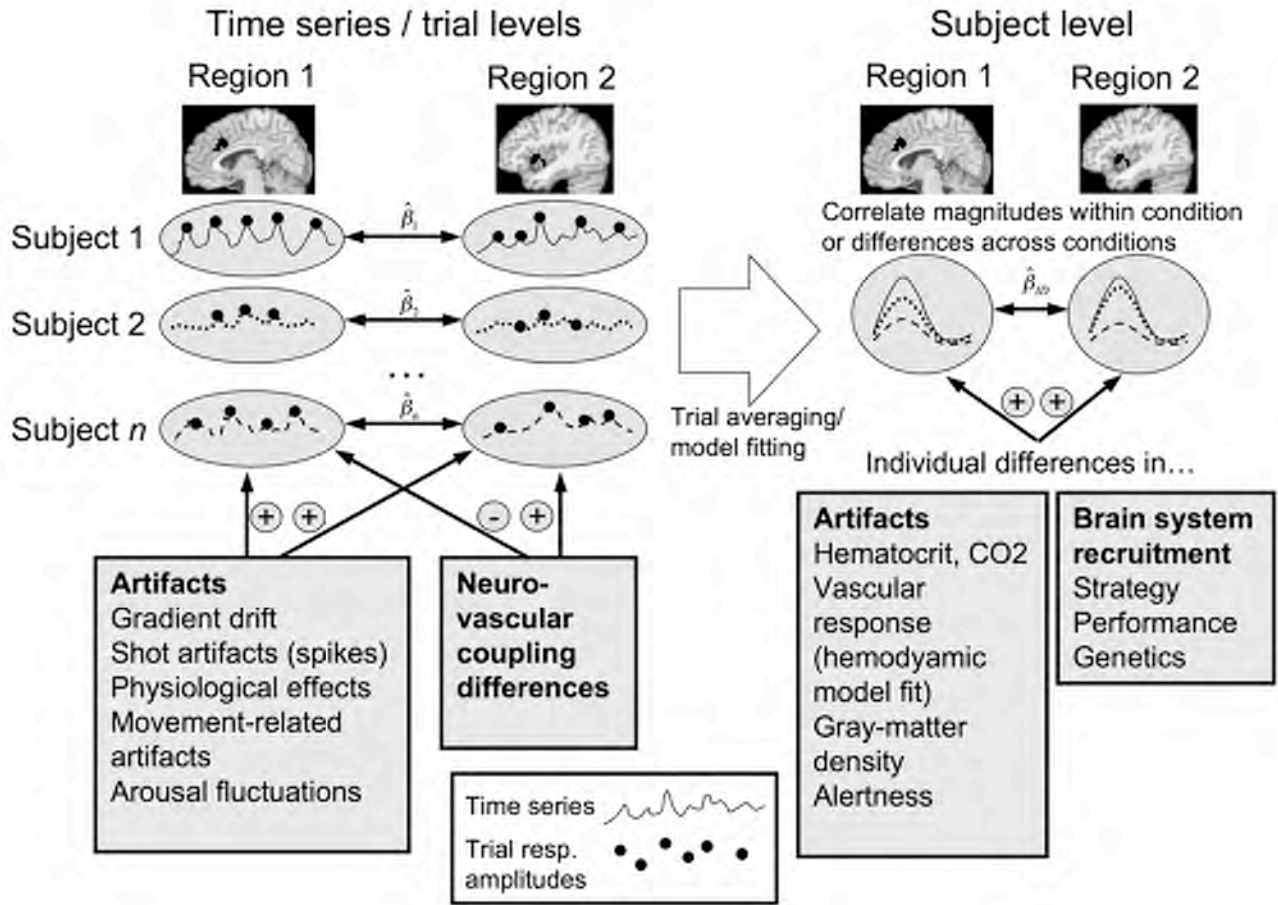 Time series / trial levels
Subject level
Region 1
Region 2
Region 1
Region 2
Subject 1
β̂₁
Subject 2
β̂₂
...
Subject n
β̂ₙ
Trial averaging/
model fitting
Correlate magnitudes within condition
or differences across conditions
β̂_ID
+ +
Individual differences in...
+ +
- +
Artifacts
Gradient drift
Shot artifacts (spikes)
Physiological effects
Movement-related
artifacts
Arousal fluctuations
Neuro-
vascular
coupling
differences
Artifacts
Hematocrit, CO2
Vascular
response
(hemodyamic
model fit)
Gray-matter
density
Alertness
Brain system
recruitment
Strategy
Performance
Genetics
Time series
Trial resp.
amplitudes